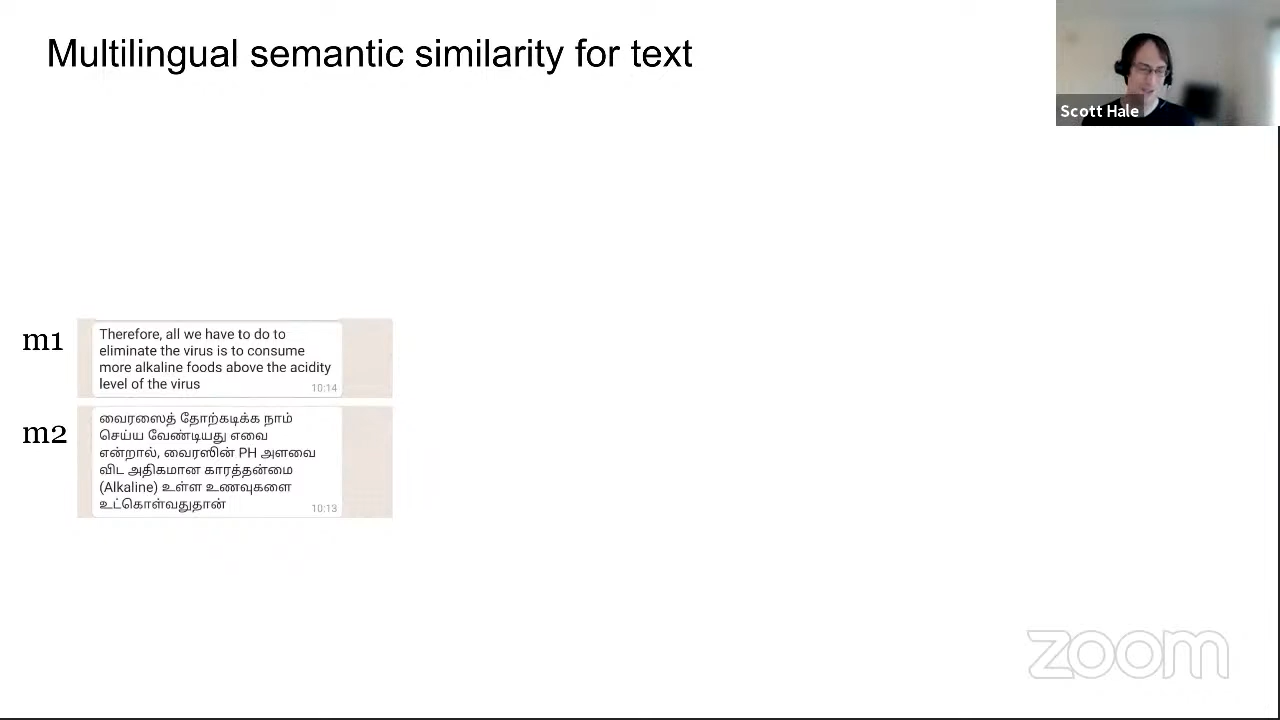 Multilingual semantic similarity for text
Scott Hale
m1
Therefore, all we have to do to
eliminate the virus is to consume
more alkaline foods above the acidity
level of the virus
10:14
m2
வைரஸைத் தோற்கடிக்க நாம்
செய்ய வேண்டியது எவை
என்றால், வைரஸின் PH அளவை
விட அதிகமான காரத்தன்மை
(Alkaline) உள்ள உணவுகளை
உட்கொள்வதுதான்
10:13
zoom